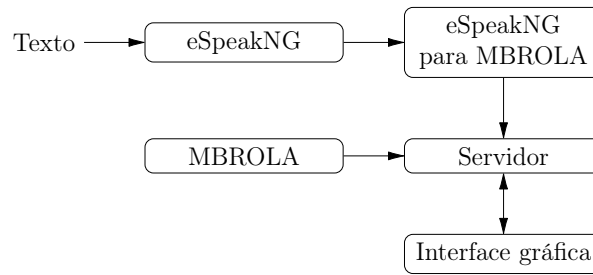 Texto
eSpeakNG
eSpeakNG
para MBROLA
MBROLA
Servidor
Interface gráfica